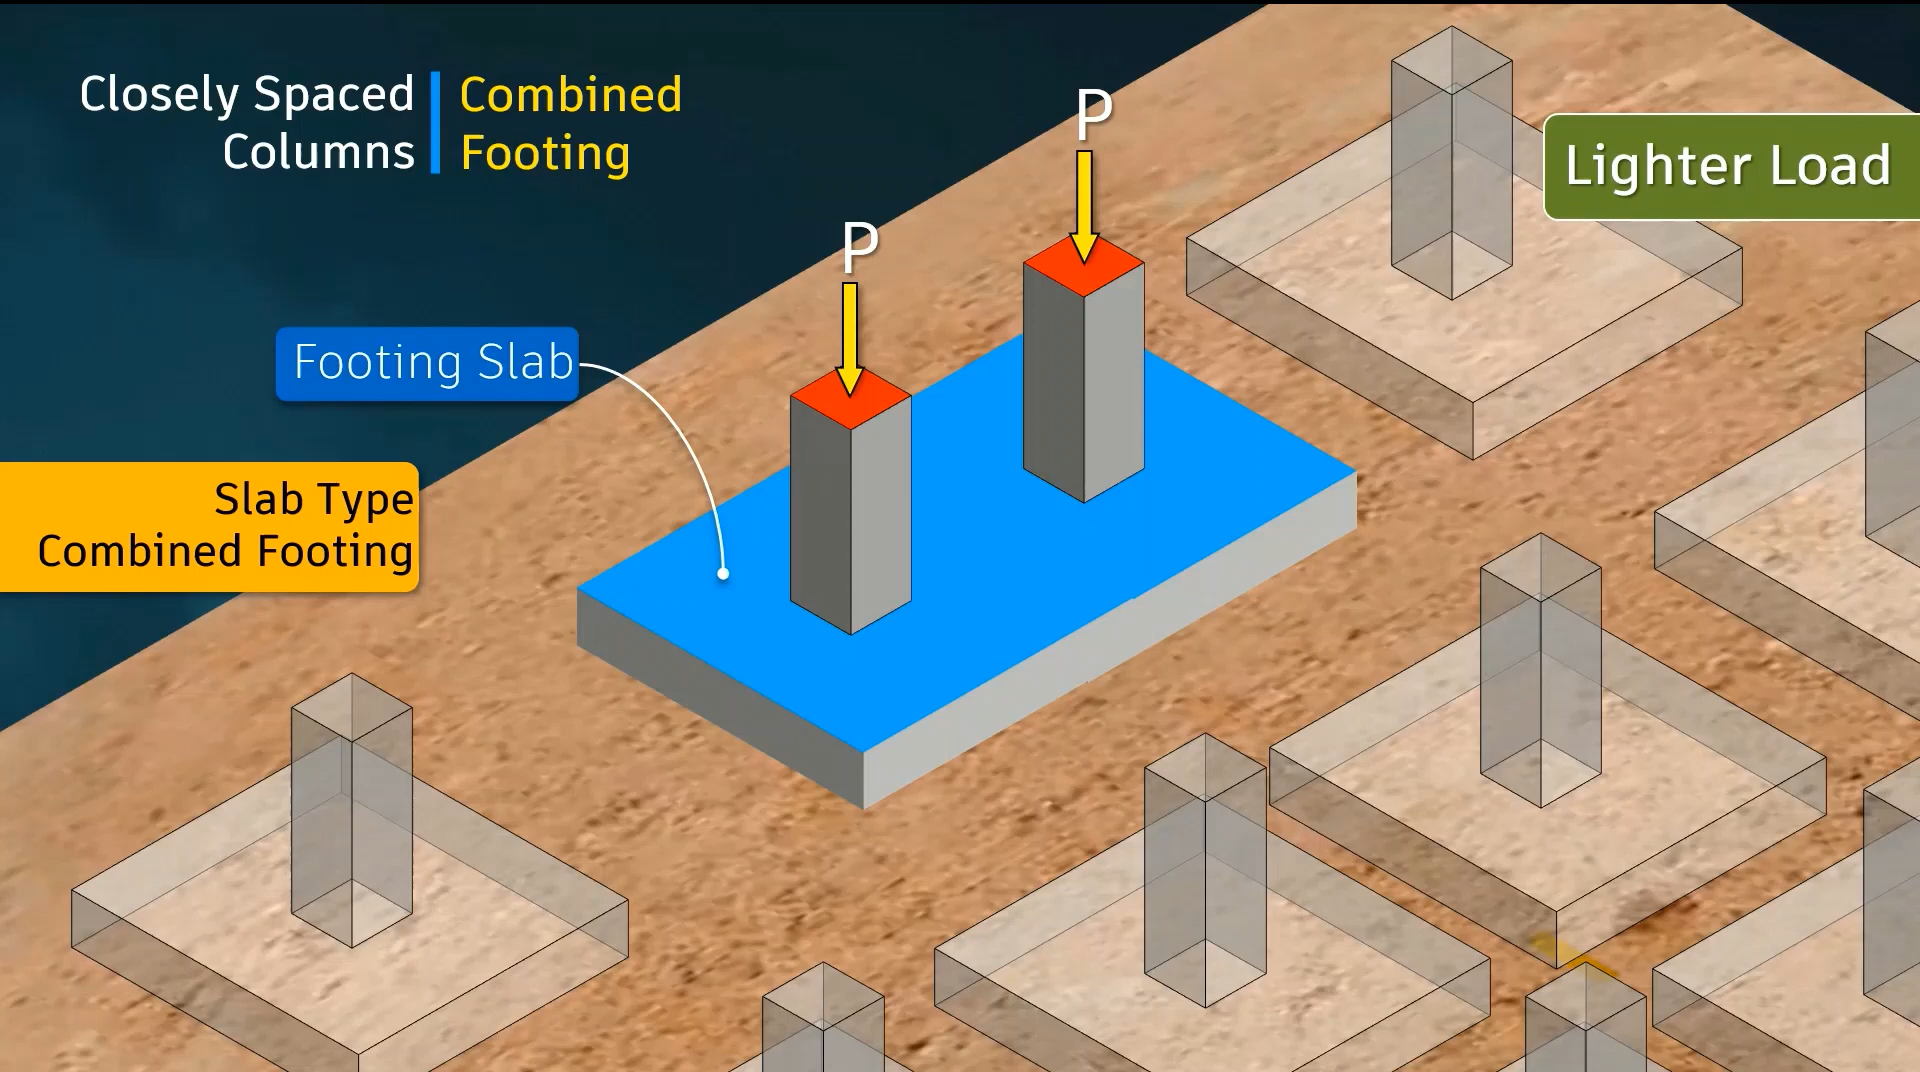 Closely Spaced
Columns
Combined
Footing
P
Lighter Load
P
Footing Slab
Slab Type
Combined Footing